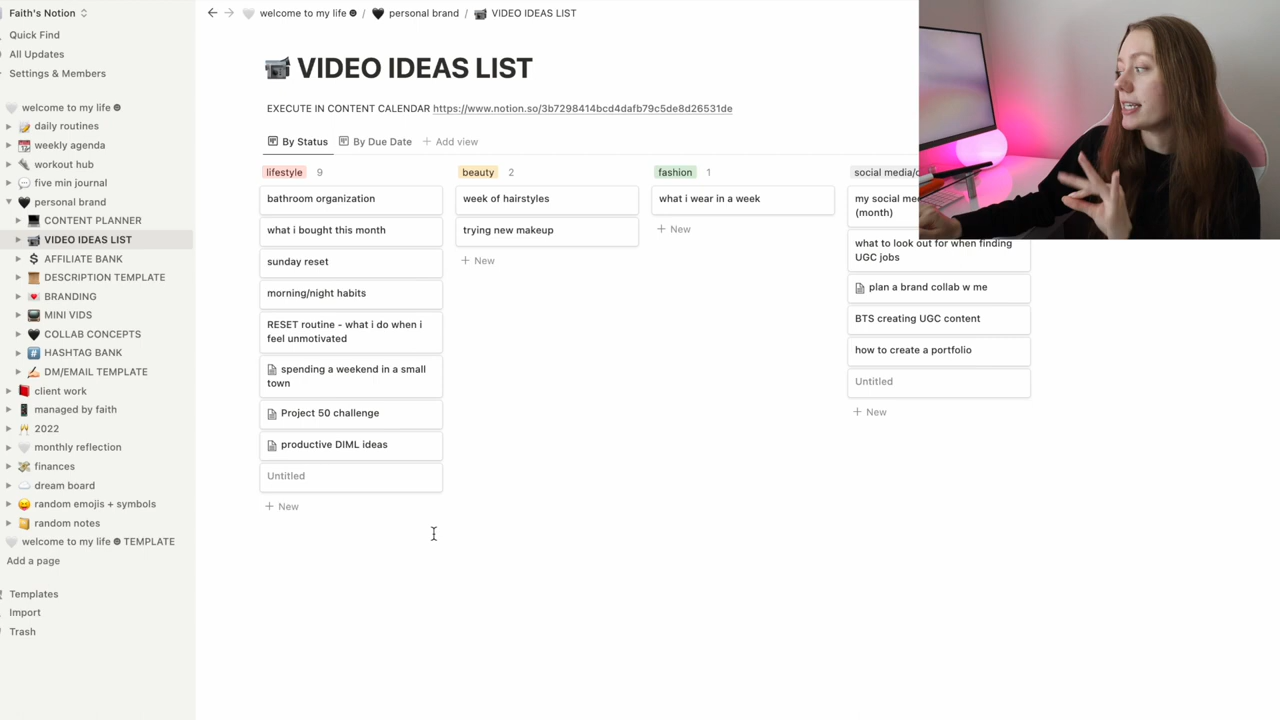 Faith's Notion
Quick Find
All Updates
Settings & Members
welcome to my life
daily routines
weekly agenda
workout hub
five min journal
personal brand
CONTENT PLANNER
VIDEO IDEAS LIST
AFFILIATE BANK
DESCRIPTION TEMPLATE
BRANDING
MINI VIDS
COLLAB CONCEPTS
HASHTAG BANK
DM/EMAIL TEMPLATE
client work
managed by faith
2022
monthly reflection
finances
dream board
random emojis + symbols
random notes
welcome to my life TEMPLATE
Add a page
Templates
Import
Trash
welcome to my life / personal brand / VIDEO IDEAS LIST
VIDEO IDEAS LIST
EXECUTE IN CONTENT CALENDAR https://www.notion.so/3b7298414bcd4dafb79c5de8d26531de
By Status By Due Date + Add view
lifestyle 9
bathroom organization
what i bought this month
sunday reset
morning/night habits
RESET routine - what i do when i
feel unmotivated
spending a weekend in a small
town
Project 50 challenge
productive DIML ideas
Untitled
+ New
beauty 2
week of hairstyles
trying new makeup
+ New
fashion 1
what i wear in a week
+ New
social media/
my social
(month)
what to look out for when finding
UGC jobs
plan a brand collab w me
BTS creating UGC content
how to create a portfolio
Untitled
+ New